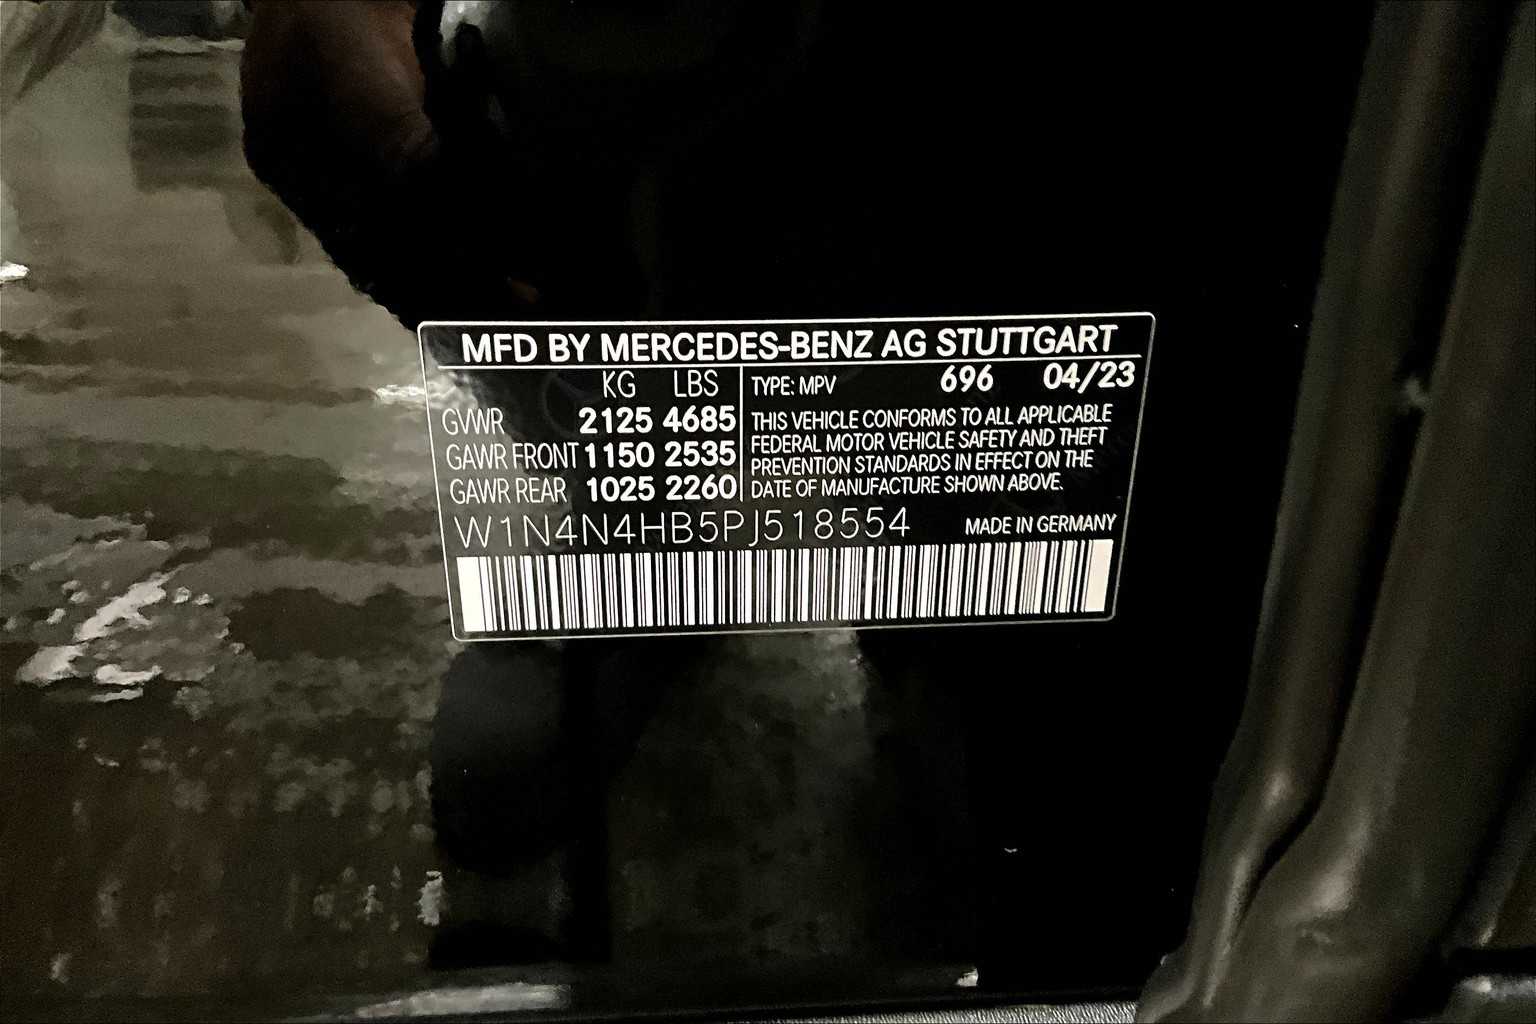 MFD BY MERCEDES-BENZ AG STUTTGART
KG LBS
GVWR 2125 4685
GAWR FRONT 1150 2535
GAWR REAR 1025 2260
TYPE: MPV 696 04/23
THIS VEHICLE CONFORMS TO ALL APPLICABLE
FEDERAL MOTOR VEHICLE SAFETY AND THEFT
PREVENTION STANDARDS IN EFFECT ON THE
DATE OF MANUFACTURE SHOWN ABOVE.
W1N4N4HB5PJ518554 MADE IN GERMANY